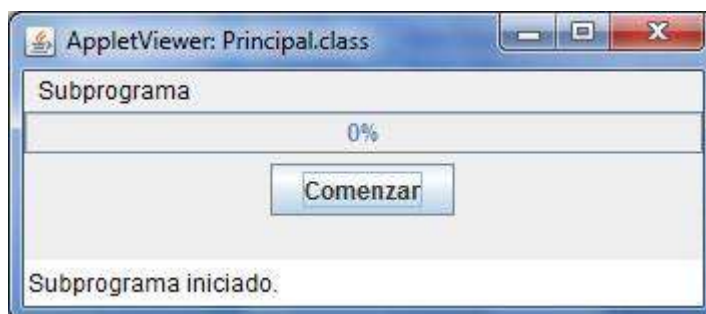 AppletViewer: Principal.class
Subprograma
0%
Comenzar
Subprograma iniciado.